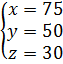 x = 75
y = 50
z = 30